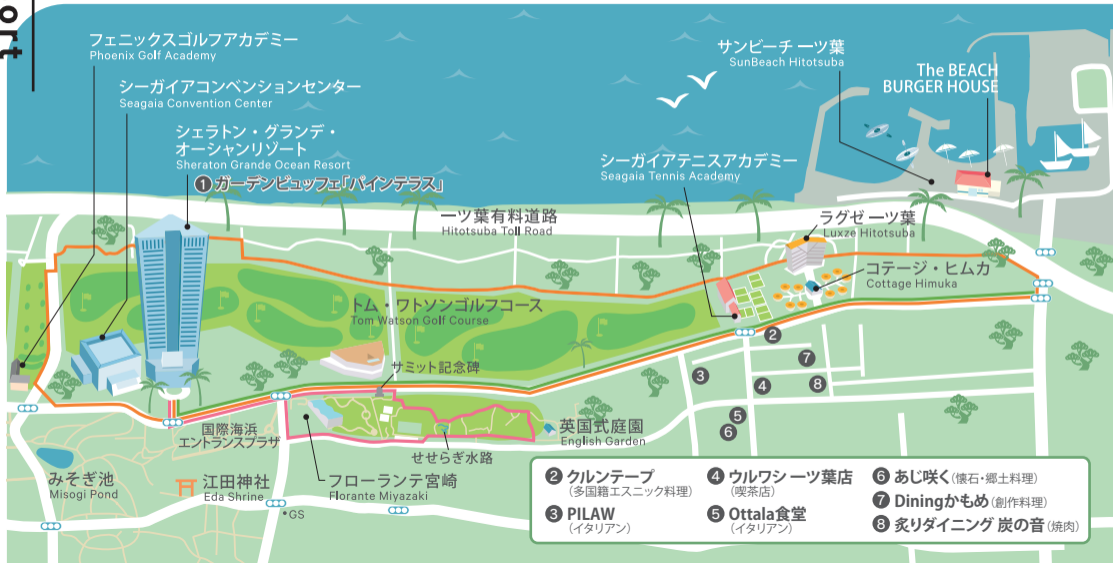 ort
フェニックスゴルフアカデミー
Phoenix Golf Academy
シーガイアコンベンションセンター
Seagaia Convention Center
シェラトン・グランデ・
オーシャンリゾート
Sheraton Grande Ocean Resort
❶ ガーデンビュッフェ「パインテラス」
サンビーチ 一ツ葉
SunBeach Hitotsuba
The BEACH
BURGER HOUSE
シーガイアテニスアカデミー
Seagaia Tennis Academy
一ツ葉有料道路
Hitotsuba Toll Road
ラグゼ 一ツ葉
Luxze Hitotsuba
コテージ・ヒムカ
Cottage Himuka
トム・ワトソンゴルフコース
Tom Watson Golf Course
サミット記念碑
❷
❸
❹
❼
❽
❺
❻
国際海浜
エントランスプラザ
せせらぎ水路
英国式庭園
English Garden
みそぎ池
Misogi Pond
江田神社
Eda Shrine
フローランテ宮崎
Florante Miyazaki
•GS
❷ クルンテープ
(多国籍エスニック料理)
❸ PILAW
(イタリアン)
❹ ウルワシ一ツ葉店
(喫茶店)
❺ Ottala食堂
(イタリアン)
❻ あじ咲く(懐石・郷土料理)
❼ Diningかもめ(創作料理)
❽ 炙りダイニング 炭の音(焼肉)